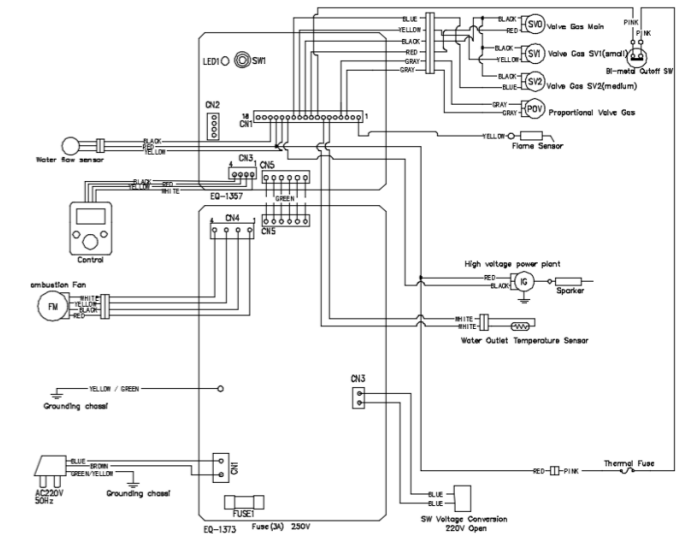 BLUE
YELLOW
BLACK
RED
GRAY
GRAY
BLACK
RED
SV0
Valve Gas Main
BLACK
YELLOW
SV1
Valve Gas SV1(small)
BLACK
BLUE
SV2
Valve Gas SV2(medium)
GRAY
GRAY
POV
Proportional Valve Gas
PINK
PINK
Bi-metal Cutoff SW
LED1
SW1
CN2
18
CN1
1
YELLOW
Flame Sensor
BLACK
RED
YELLOW
Water flow sensor
CN3
4
1
CN5
BLACK
RED
YELLOW
WHITE
GREEN
EQ-1357
CN4
4
1
CN5
Control
High voltage power plant
RED
BLACK
IG
Sparker
ombustion Fan
FM
WHITE
YELLOW
BLACK
RED
WHITE
WHITE
Water Outlet Temperature Sensor
YELLOW / GREEN
Grounding chassi
CN3
BLUE
BROWN
GREEN/YELLOW
CN1
AC220V
50Hz
Grounding chassi
RED
PINK
Thermal Fuse
BLUE
BLUE
FUSE1
SW Voltage Conversion
220V Open
EQ-1373
Fuse(3A) 250V